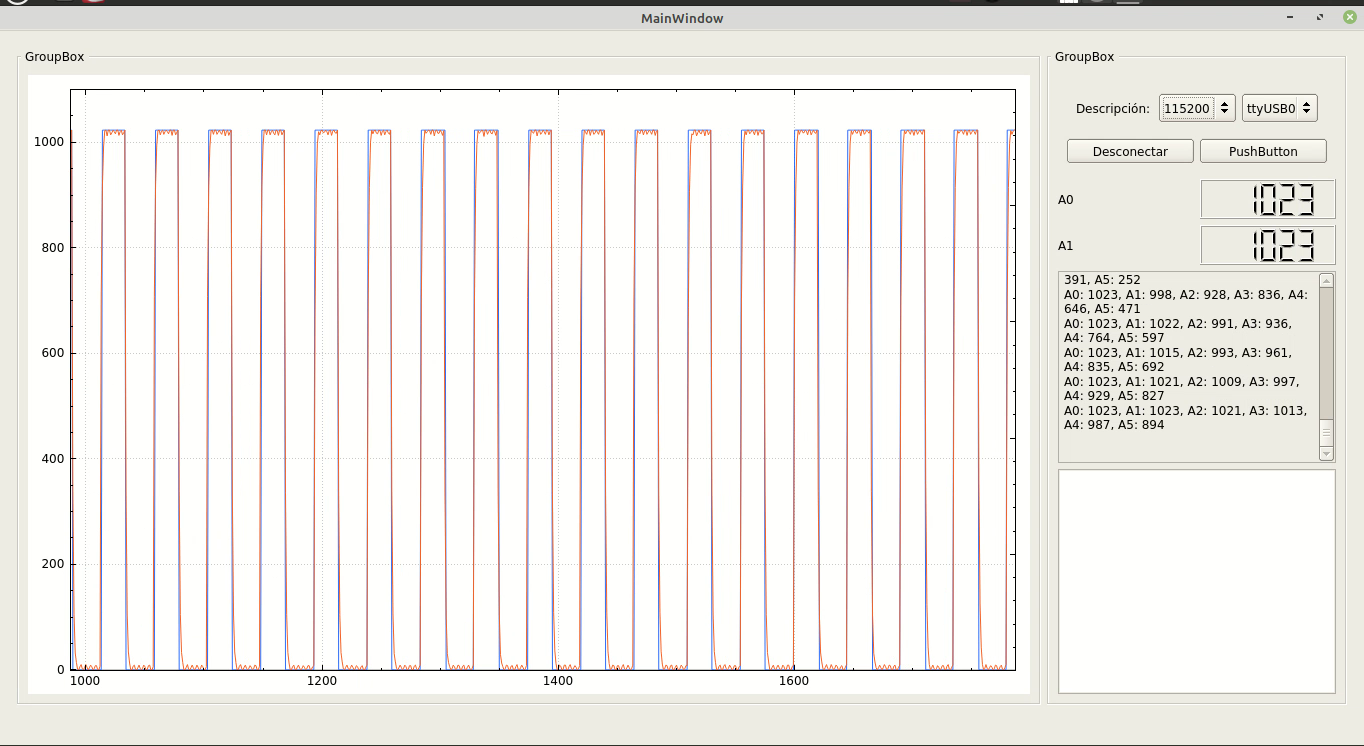 MainWindow
GroupBox
1000
800
600
400
200
0
1000
1200
1400
1600
GroupBox
Descripción:
115200
ttyUSB0
Desconectar
PushButton
A0
1023
A1
1023
391, A5: 252
A0: 1023, A1: 998, A2: 928, A3: 836, A4:
646, A5: 471
A0: 1023, A1: 1022, A2: 991, A3: 936,
A4: 764, A5: 597
A0: 1023, A1: 1015, A2: 993, A3: 961,
A4: 835, A5: 692
A0: 1023, A1: 1021, A2: 1009, A3: 997,
A4: 929, A5: 827
A0: 1023, A1: 1023, A2: 1021, A3: 1013,
A4: 987, A5: 894